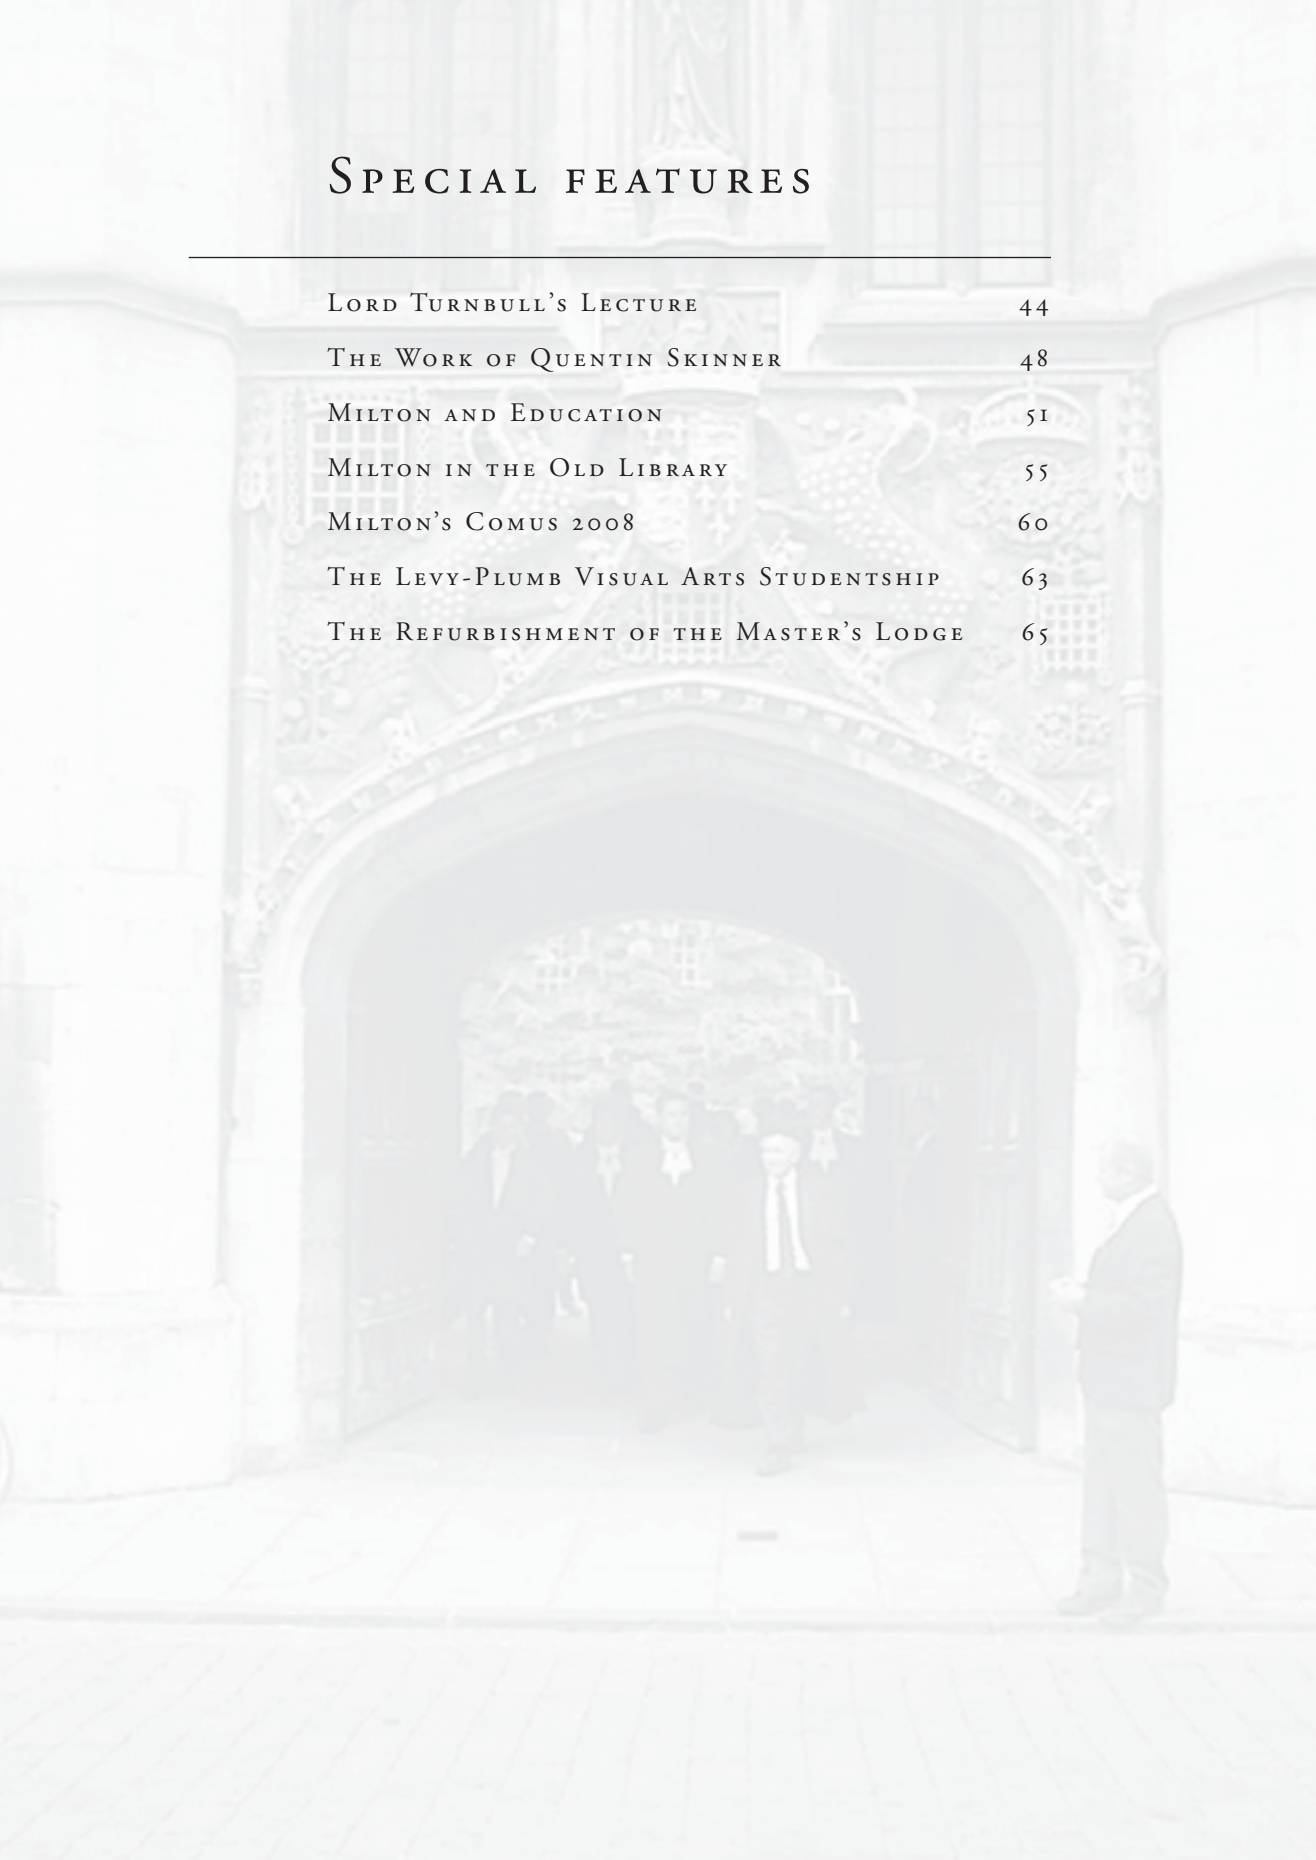 Special features
Lord Turnbull’s Lecture 44
The Work of Quentin Skinner 48
Milton and Education 51
Milton in the Old Library 55
Milton’s Comus 2008 60
The Levy-Plumb Visual Arts Studentship 63
The Refurbishment of the Master’s Lodge 65